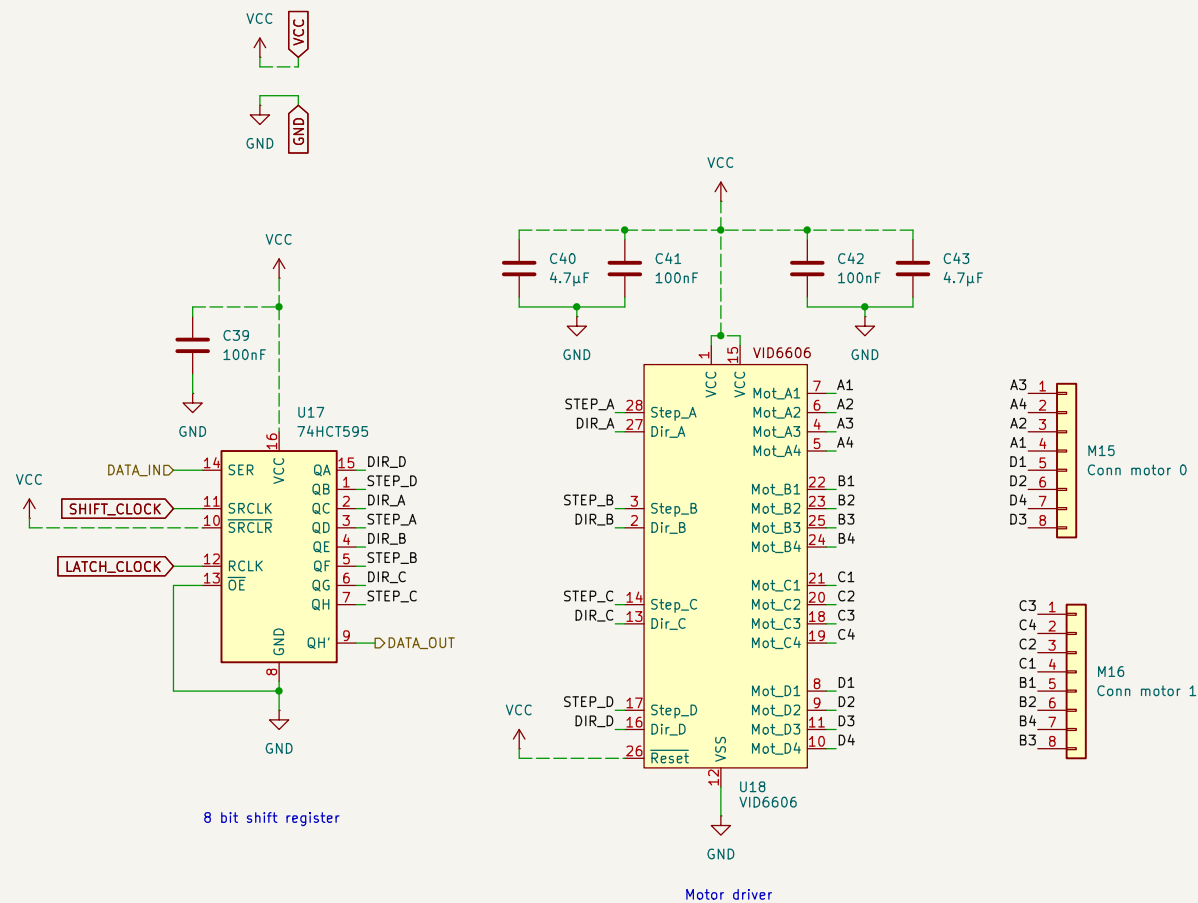 VCC
VCC
GND
GND
VCC
C39
100nF
GND
U17
74HCT595
16
VCC
DATA_IN
14
SER
SHIFT_CLOCK
11
SRCLK
VCC
10
SRCLR
LATCH_CLOCK
12
RCLK
13
OE
QA
15
DIR_D
QB
1
STEP_D
QC
2
DIR_A
QD
3
STEP_A
QE
4
DIR_B
QF
5
STEP_B
QG
6
DIR_C
QH
7
STEP_C
QH'
9
DATA_OUT
GND
8
GND
8 bit shift register
VCC
C40
4.7µF
C41
100nF
C42
100nF
C43
4.7µF
GND
GND
1
15
VID6606
VCC
VCC
STEP_A
28
Step_A
DIR_A
27
Dir_A
STEP_B
3
Step_B
DIR_B
2
Dir_B
STEP_C
14
Step_C
DIR_C
13
Dir_C
STEP_D
17
Step_D
DIR_D
16
Dir_D
VCC
26
Reset
Mot_A1
7
A1
Mot_A2
6
A2
Mot_A3
4
A3
Mot_A4
5
A4
Mot_B1
22
B1
Mot_B2
23
B2
Mot_B3
25
B3
Mot_B4
24
B4
Mot_C1
21
C1
Mot_C2
20
C2
Mot_C3
18
C3
Mot_C4
19
C4
Mot_D1
8
D1
Mot_D2
9
D2
Mot_D3
11
D3
Mot_D4
10
D4
VSS
12
U18
VID6606
GND
Motor driver
A3 1
A4 2
A2 3
A1 4
D1 5
D2 6
D4 7
D3 8
M15
Conn motor 0
C3 1
C4 2
C2 3
C1 4
B1 5
B2 6
B4 7
B3 8
M16
Conn motor 1